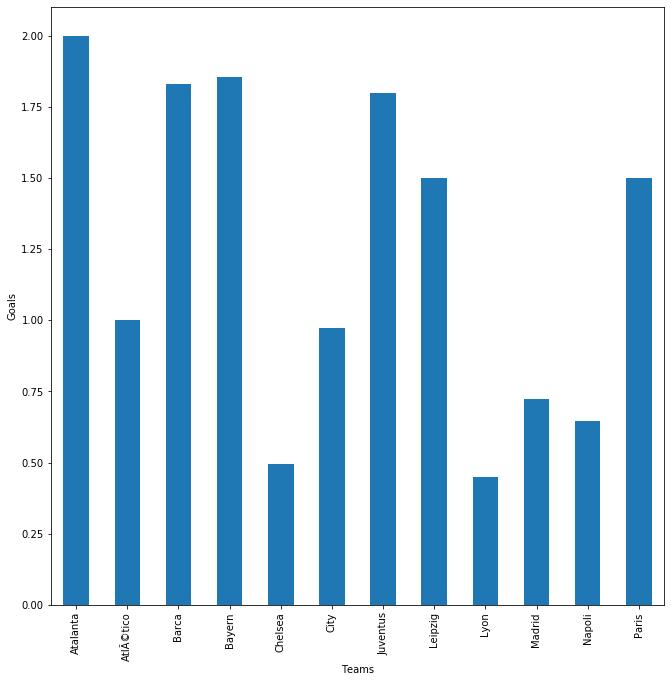 2.00
1.75
1.50
1.25
1.00
0.75
0.50
0.25
0.00
Goals
Atalanta
AtlÃ©tico
Barca
Bayern
Chelsea
City
Juventus
Leipzig
Lyon
Madrid
Napoli
Paris
Teams